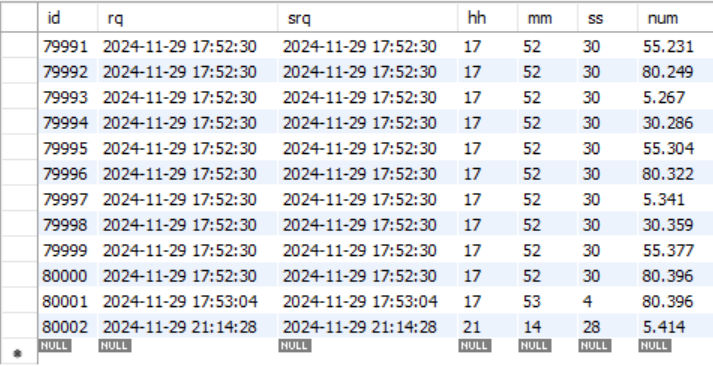 id rq srq hh mm ss num
79991 2024-11-29 17:52:30 2024-11-29 17:52:30 17 52 30 55.231
79992 2024-11-29 17:52:30 2024-11-29 17:52:30 17 52 30 80.249
79993 2024-11-29 17:52:30 2024-11-29 17:52:30 17 52 30 5.267
79994 2024-11-29 17:52:30 2024-11-29 17:52:30 17 52 30 30.286
79995 2024-11-29 17:52:30 2024-11-29 17:52:30 17 52 30 55.304
79996 2024-11-29 17:52:30 2024-11-29 17:52:30 17 52 30 80.322
79997 2024-11-29 17:52:30 2024-11-29 17:52:30 17 52 30 5.341
79998 2024-11-29 17:52:30 2024-11-29 17:52:30 17 52 30 30.359
79999 2024-11-29 17:52:30 2024-11-29 17:52:30 17 52 30 55.377
80000 2024-11-29 17:52:30 2024-11-29 17:52:30 17 52 30 80.396
80001 2024-11-29 17:53:04 2024-11-29 17:53:04 17 53 4 80.396
80002 2024-11-29 21:14:28 2024-11-29 21:14:28 21 14 28 5.414
NULL NULL NULL NULL NULL NULL NULL